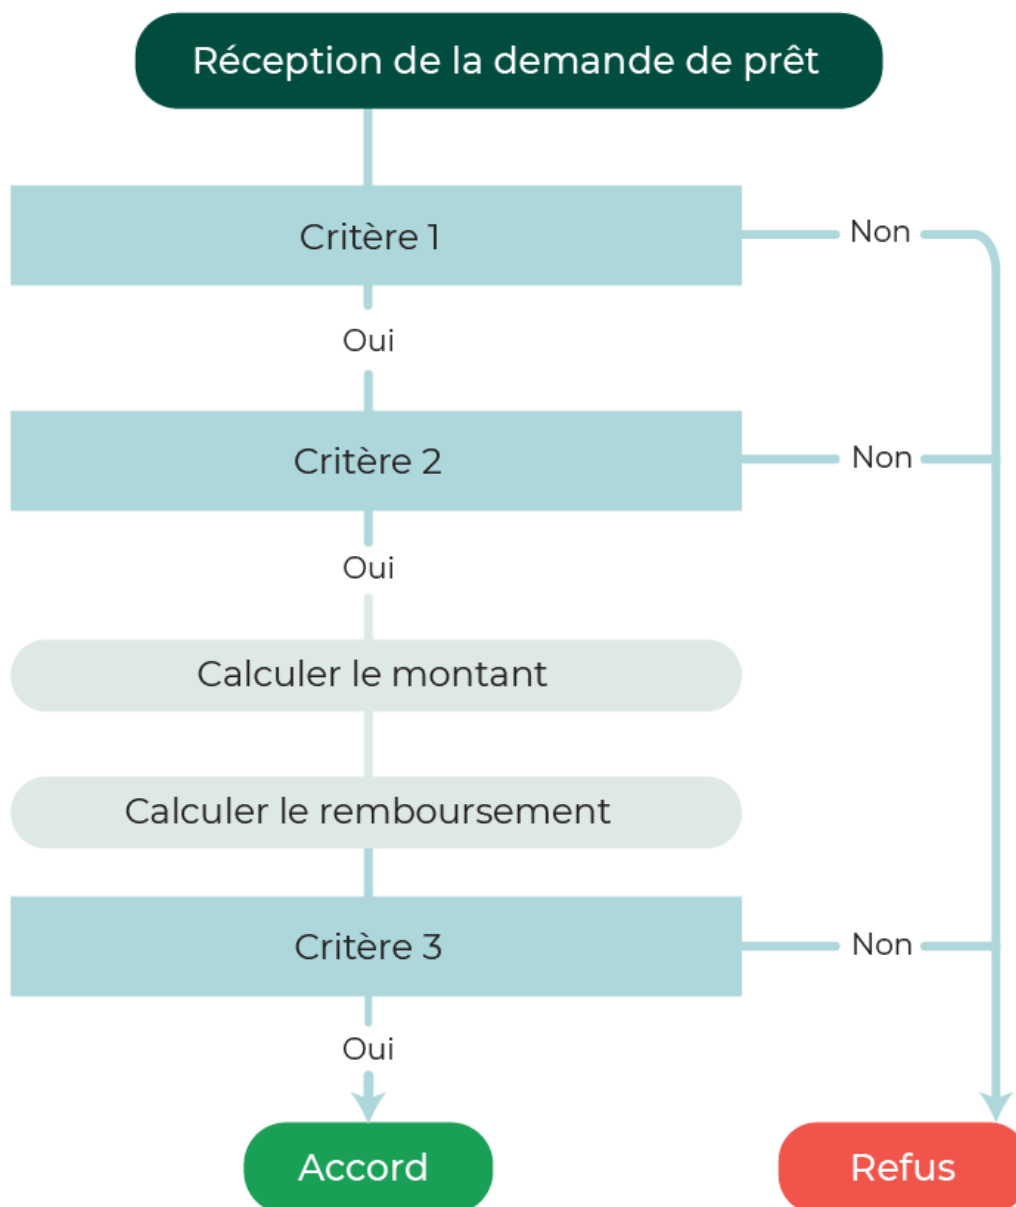 Réception de la demande de prêt
Critère 1
Non
Oui
Critère 2
Non
Oui
Calculer le montant
Calculer le remboursement
Critère 3
Non
Oui
Accord
Refus